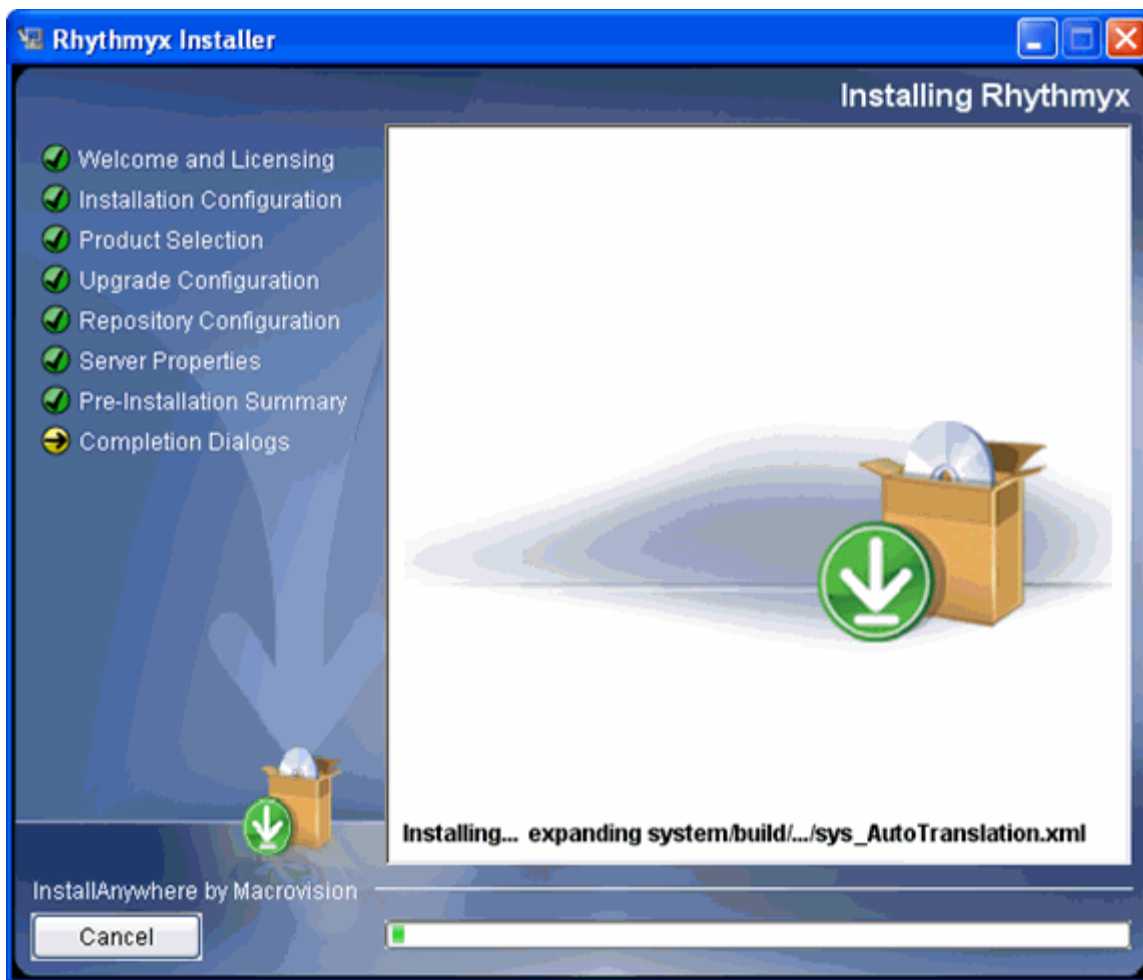 Rhythmyx Installer
Installing Rhythmyx
Welcome and Licensing
Installation Configuration
Product Selection
Upgrade Configuration
Repository Configuration
Server Properties
Pre-Installation Summary
Completion Dialogs
Installing... expanding system/build/.../sys_AutoTranslation.xml
InstallAnywhere by Macrovision
Cancel